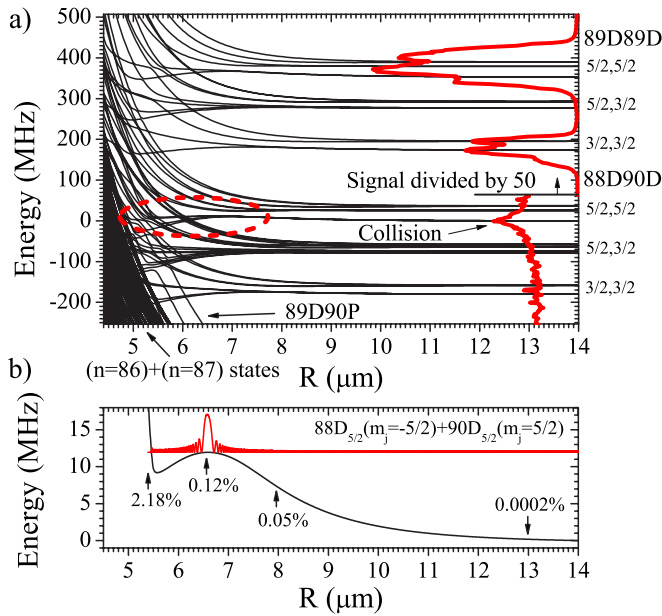 a)
500
400
300
200
100
0
-100
-200
Energy (MHz)
89D89D
5/2,5/2
5/2,3/2
3/2,3/2
88D90D
Signal divided by 50
5/2,5/2
Collision
5/2,3/2
3/2,3/2
89D90P
5 6 7 8 9 10 11 12 13 14
(n=86)+(n=87) states
R (μm)
b)
15
10
5
0
Energy (MHz)
88D5/2(mj=-5/2)+90D5/2(mj=5/2)
2.18%
0.12%
0.05%
0.0002%
5 6 7 8 9 10 11 12 13 14
R (μm)